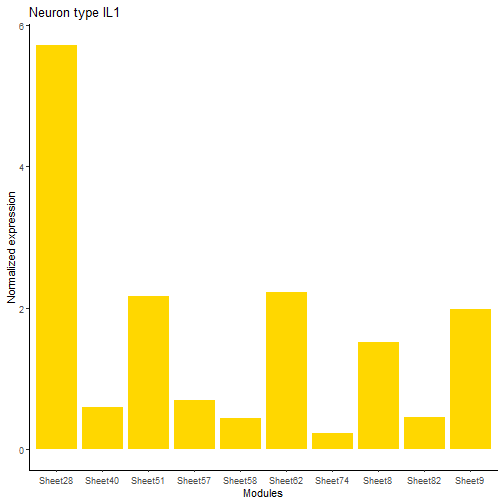 Neuron type IL1
6
4
2
0
Normalized expression
Sheet28 Sheet40 Sheet51 Sheet57 Sheet58 Sheet62 Sheet74 Sheet8 Sheet82 Sheet9
Modules